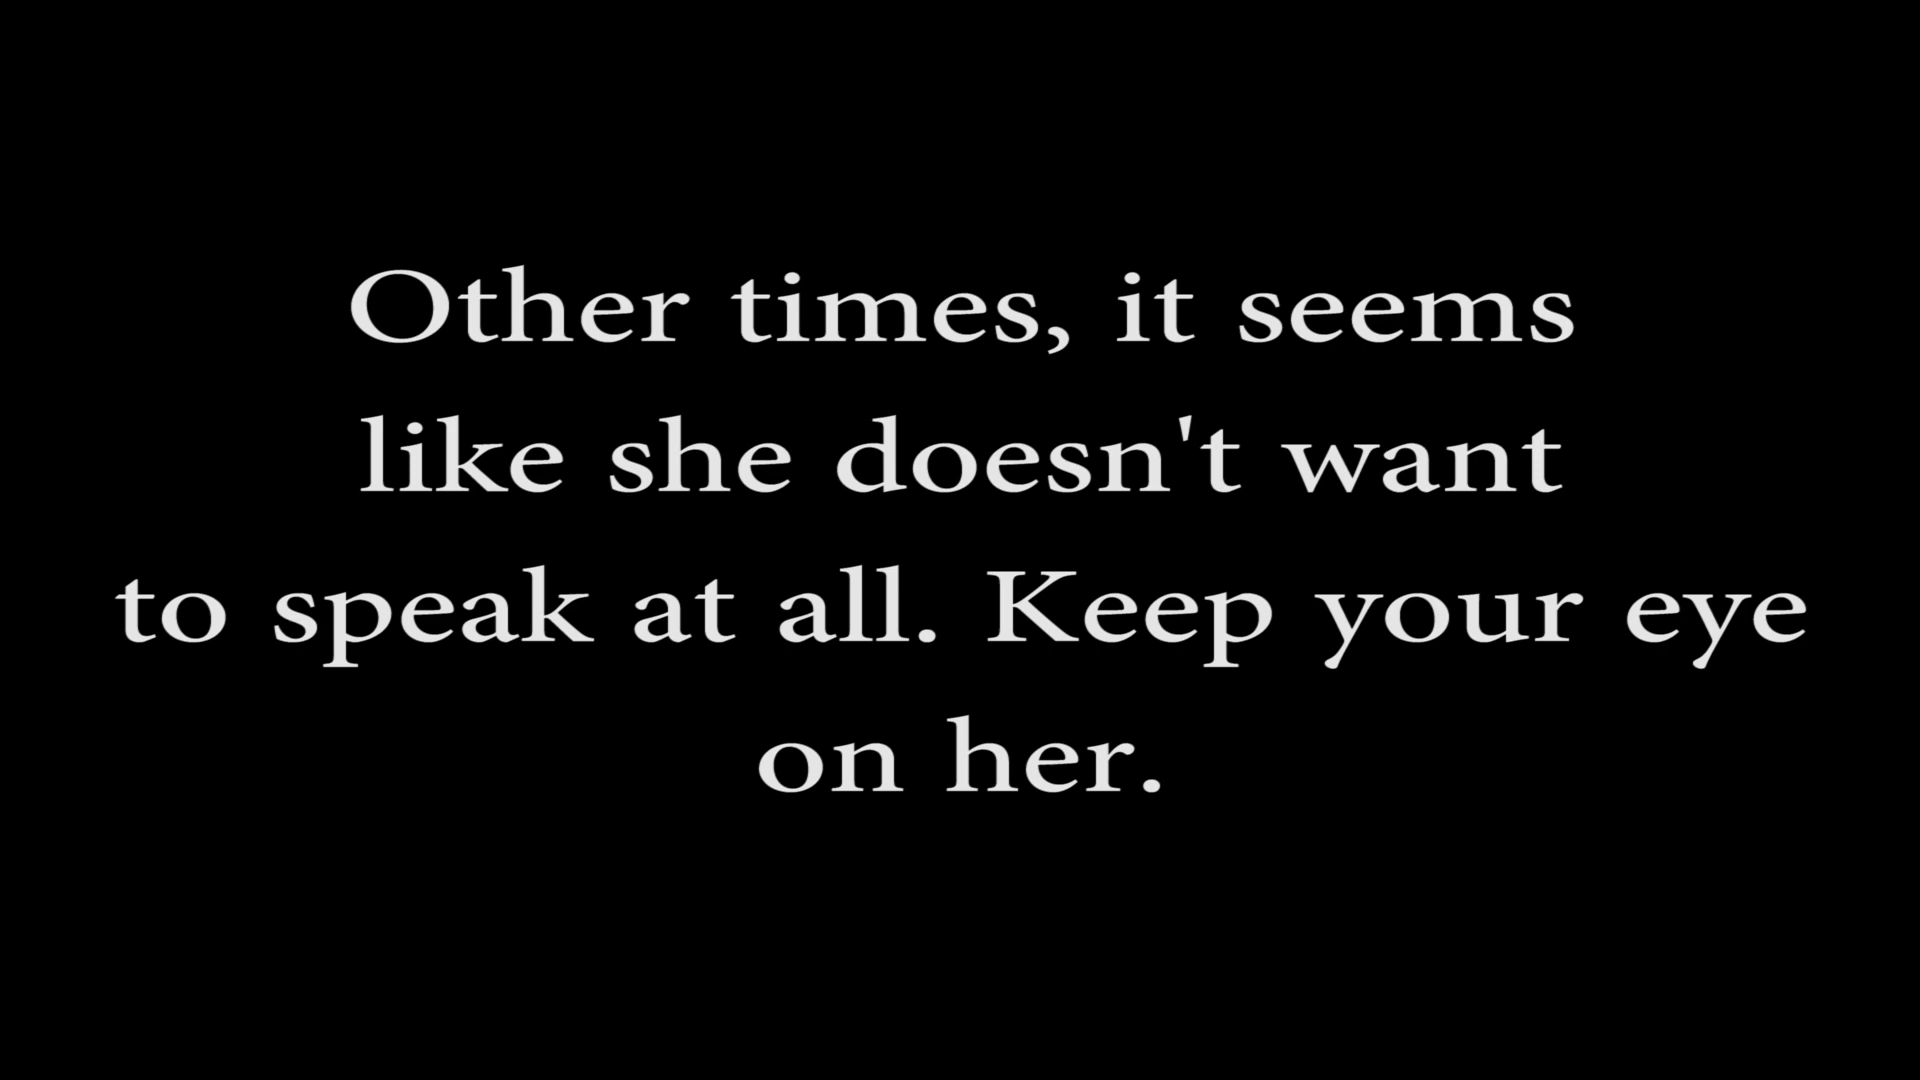 Other times, it seems
like she doesn't want
to speak at all. Keep your eye
on her.